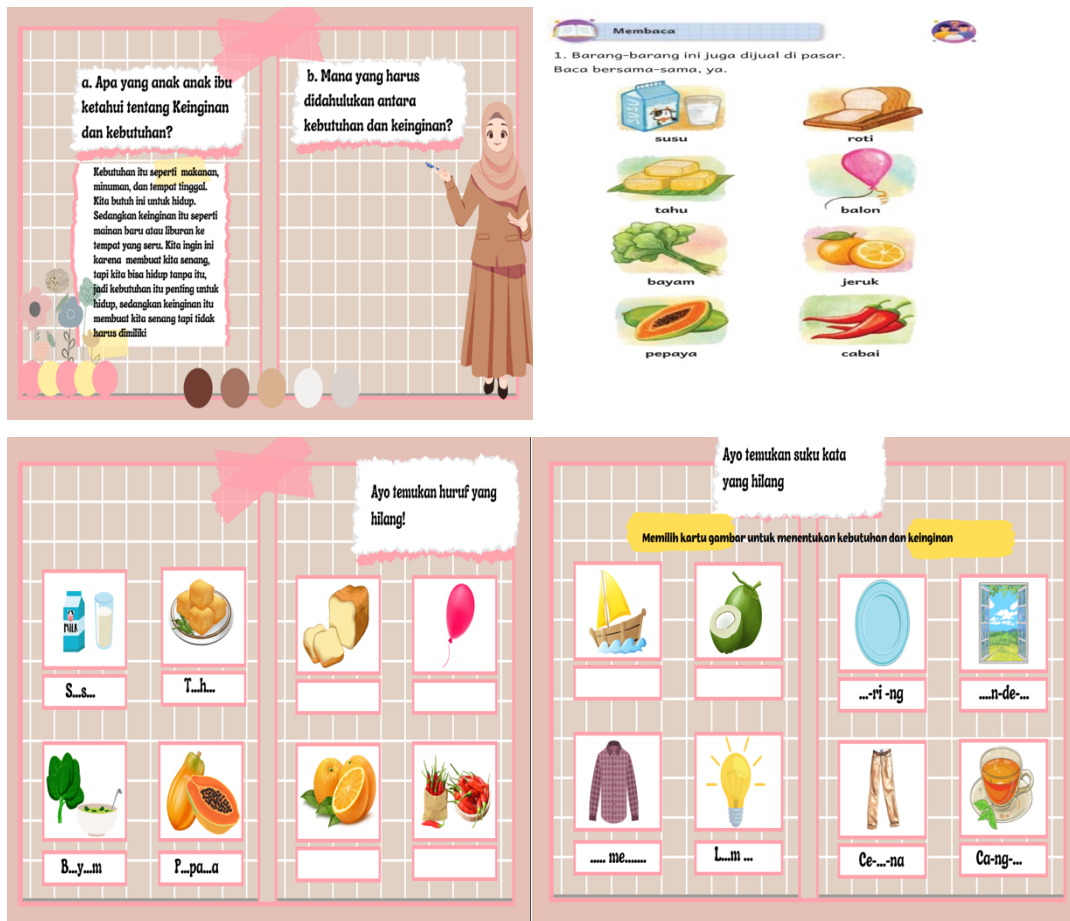 a. Apa yang anak anak ibu
ketahui tentang Keinginan
dan kebutuhan?
Kebutuhan itu seperti makanan,
minuman, dan tempat tinggal.
Kita butuh ini untuk hidup.
Sedangkan keinginan itu seperti
mainan baru atau liburan ke
tempat yang seru. Kita ingin ini
karena membuat kita senang,
tapi kita bisa hidup tanpa itu,
jadi kebutuhan itu penting untuk
hidup, sedangkan keinginan itu
membuat kita senang tapi tidak
harus dimiliki
b. Mana yang harus
didahulukan antara
kebutuhan dan keinginan?
Membaca
1. Barang-barang ini juga dijual di pasar.
Baca bersama-sama, ya.
SUSU
susu
roti
tahu
balon
bayam
jeruk
pepaya
cabai
Ayo temukan huruf yang
hilang!
MILK
S...s...
T...h...
B...y...m
P...pa...a
Ayo temukan suku kata
yang hilang
Memilih kartu gambar untuk menentukan kebutuhan dan keinginan
...-ri -ng
....n-de-...
..... me.......
L...m ...
Ce-...-na
Ca-ng-...